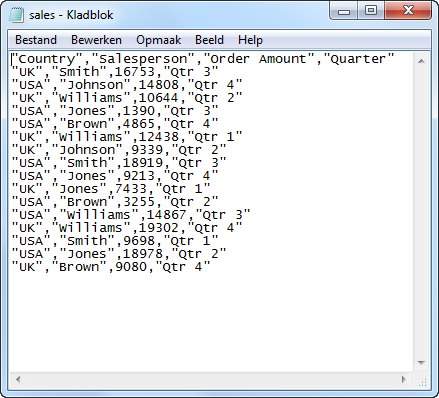 sales - Kladblok
Bestand Bewerken Opmaak Beeld Help
"Country","Salesperson","Order Amount","Quarter"
"UK","Smith",16753,"Qtr 3"
"USA","Johnson",14808,"Qtr 4"
"UK","Williams",10644,"Qtr 2"
"USA","Jones",1390,"Qtr 3"
"USA","Brown",4865,"Qtr 4"
"UK","Williams",12438,"Qtr 1"
"UK","Johnson",9339,"Qtr 2"
"USA","Smith",18919,"Qtr 3"
"USA","Jones",9213,"Qtr 4"
"UK","Jones",7433,"Qtr 1"
"USA","Brown",3255,"Qtr 2"
"USA","Williams",14867,"Qtr 3"
"UK","Williams",19302,"Qtr 4"
"USA","Smith",9698,"Qtr 1"
"USA","Jones",18978,"Qtr 2"
"UK","Brown",9080,"Qtr 4"